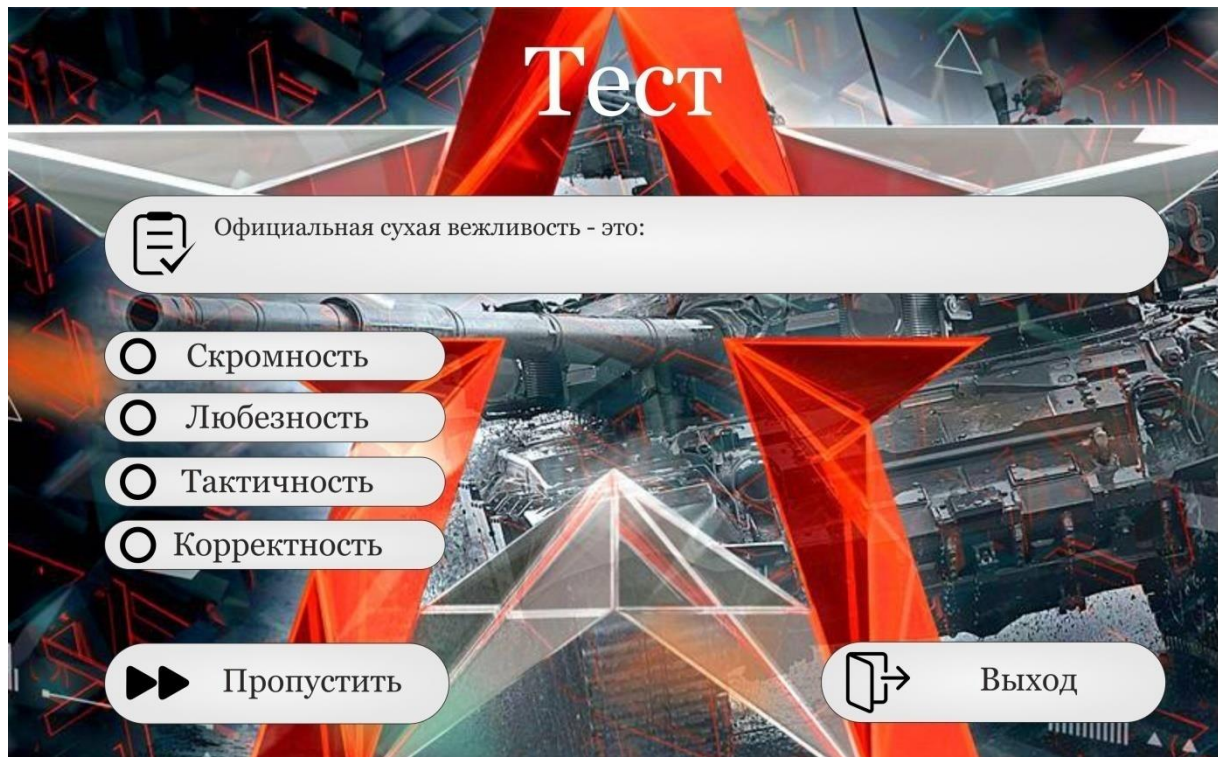 Тест
Официальная сухая вежливость - это:
Скромность
Любезность
Тактичность
Корректность
Пропустить
Выход